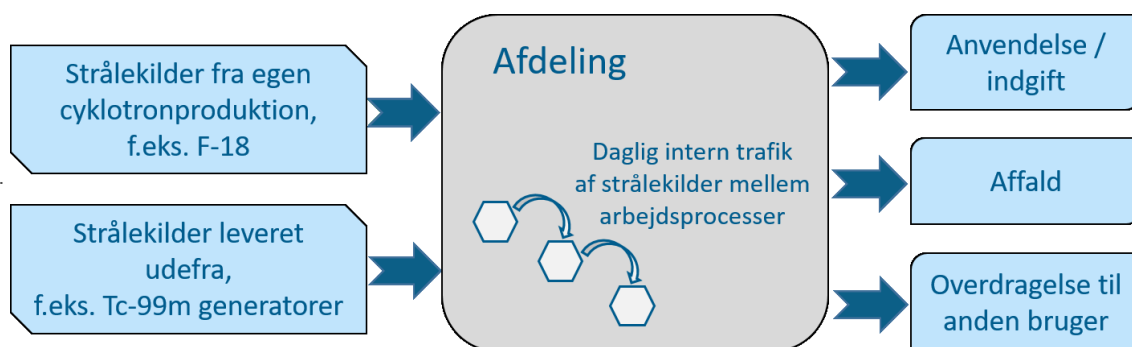 Strålekilder fra egen
cyklotronproduktion,
f.eks. F-18
Strålekilder leveret
udefra,
f.eks. Tc-99m generatorer
Afdeling
Daglig intern trafik
af strålekilder mellem
arbejdsprocesser
Anvendelse /
indgift
Affald
Overdragelse til
anden bruger